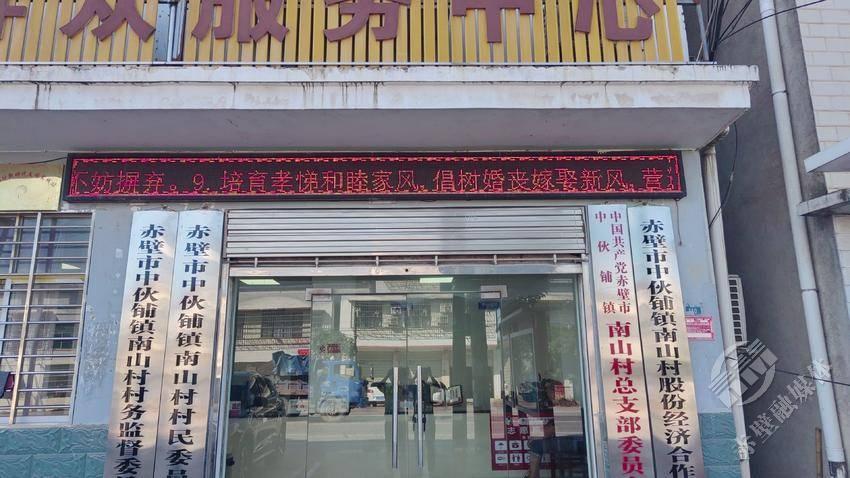 众服务中心
妨摒弃。9.培育孝悌和睦家风,倡树婚丧嫁娶新风。营
赤壁市中伙铺镇南山村村务监督委
赤壁市中伙铺镇南山村村民委员
中国共产党赤壁市
中伙铺镇
南山村总支部委员
赤壁市中伙铺镇南山村股份经济合作
赤壁融媒体